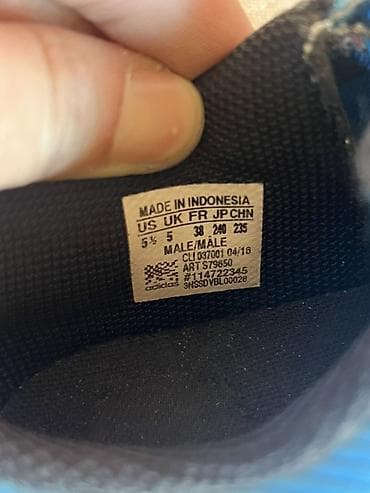 MADE IN INDONESIA
US UK FR JP CHN
5½ 5 38 240 235
MALE/MÂLE
CLI 037001 04/16
ART S79650
#114722345
3HSSDVBL00026
adidas